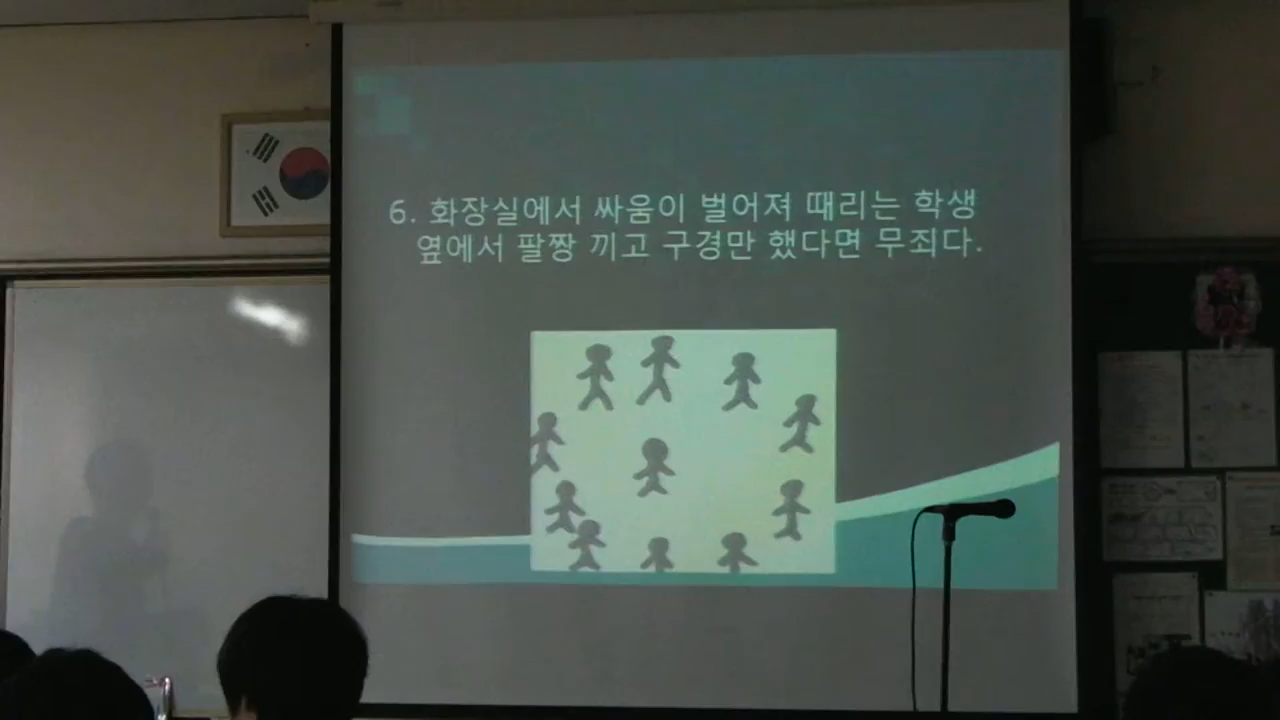 6. 화장실에서 싸움이 벌어져 때리는 학생
옆에서 팔짱 끼고 구경만 했다면 무죄다.